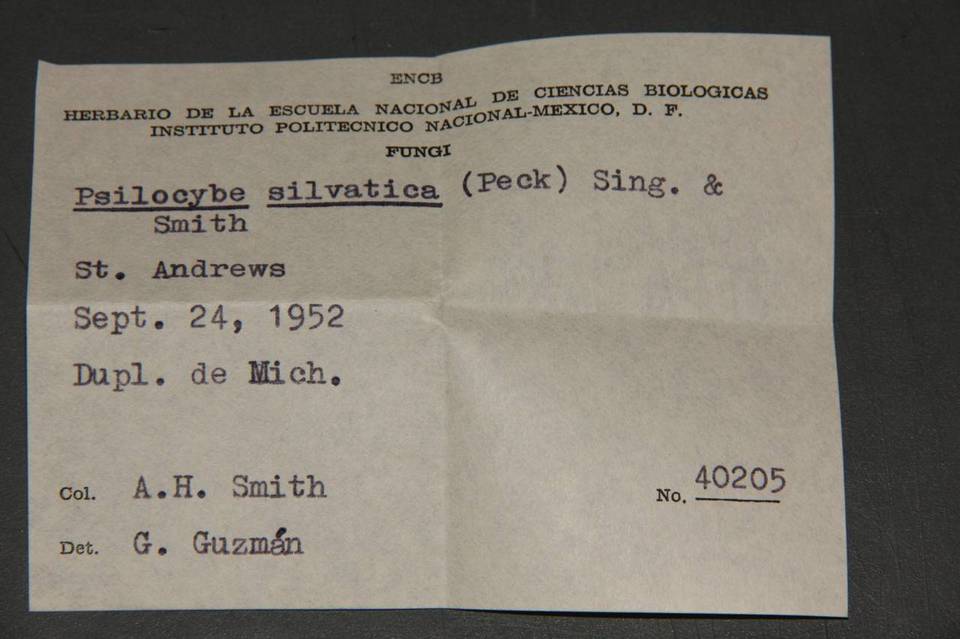 ENCB
HERBARIO DE LA ESCUELA NACIONAL DE CIENCIAS BIOLOGICAS
INSTITUTO POLITECNICO NACIONAL-MEXICO, D. F.
FUNGI
Psilocybe silvatica (Peck) Sing. &
Smith
St. Andrews
Sept. 24, 1952
Dupl. de Mich.
Col. A.H. Smith
No. 40205
Det. G. Guzmán